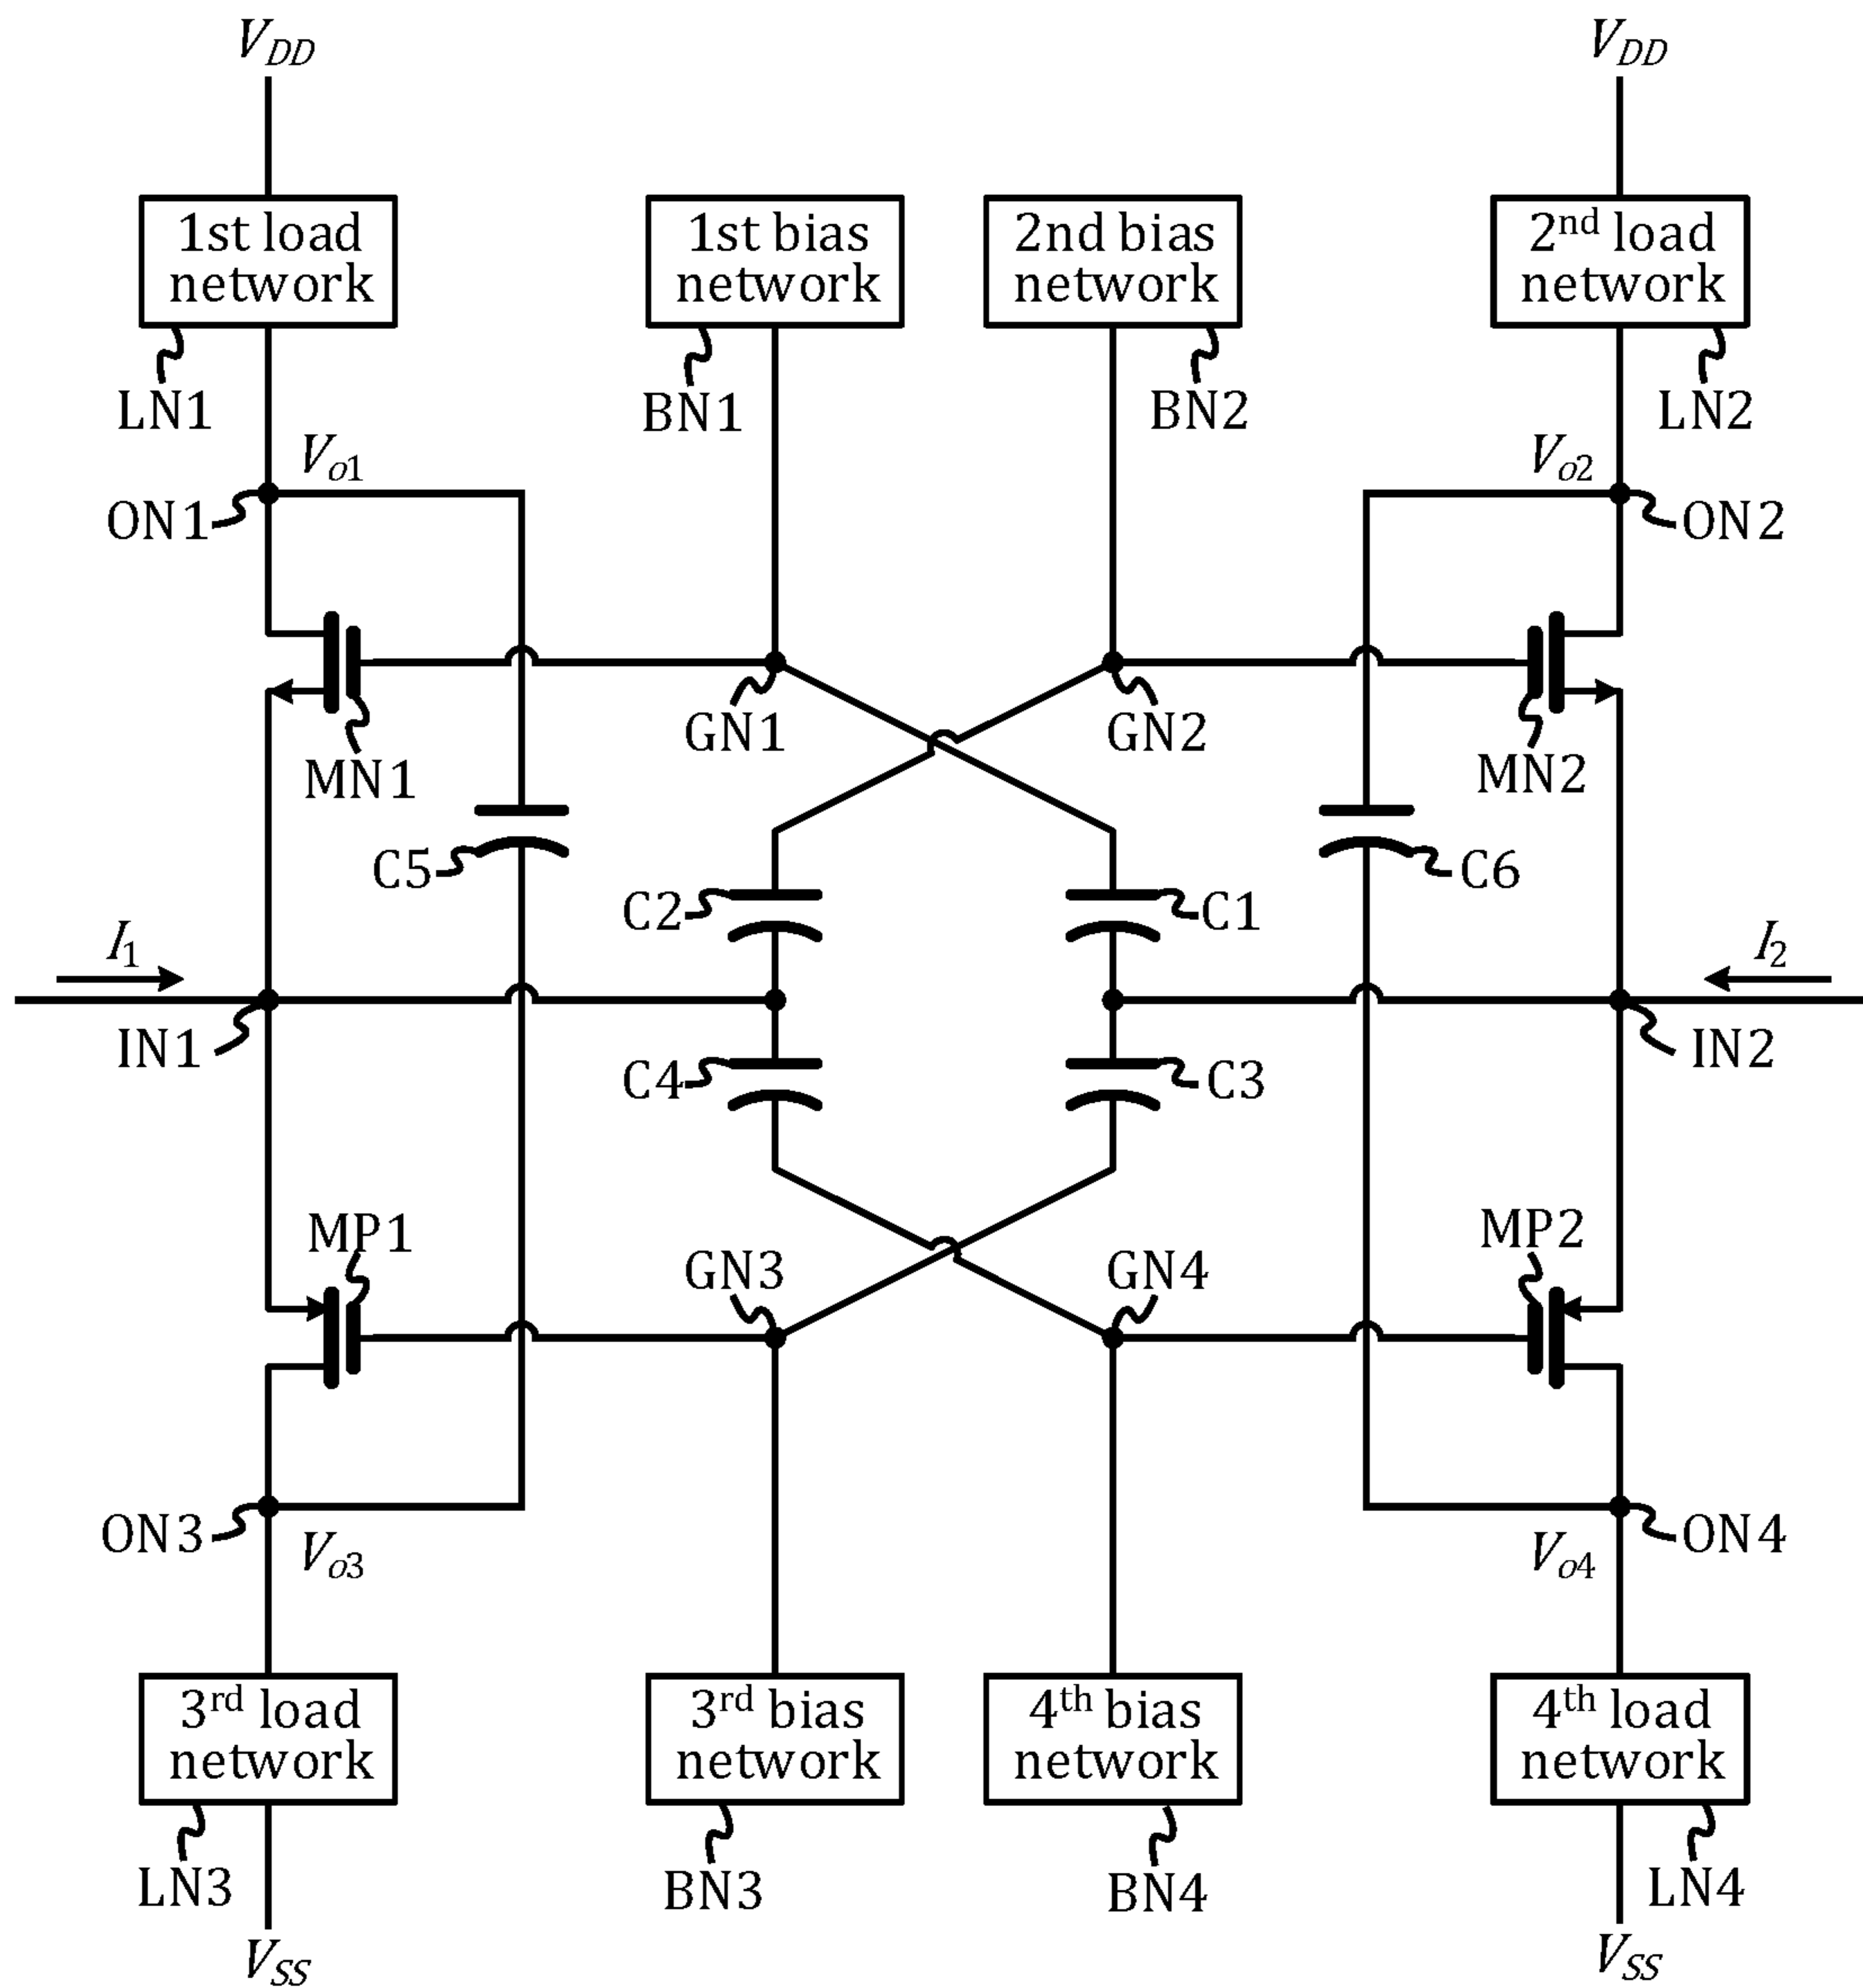 VDD VDD
1st load network
1st bias network
2nd bias network
2nd load network
LN1
BN1
BN2
LN2
Vo1
Vo2
ON1
ON2
GN1
GN2
MN1
MN2
C5
C6
C2
C1
I1
I2
IN1
IN2
C4
C3
MP1
MP2
GN3
GN4
ON3
ON4
Vo3
Vo4
3rd load network
3rd bias network
4th bias network
4th load network
LN3
BN3
BN4
LN4
VSS VSS